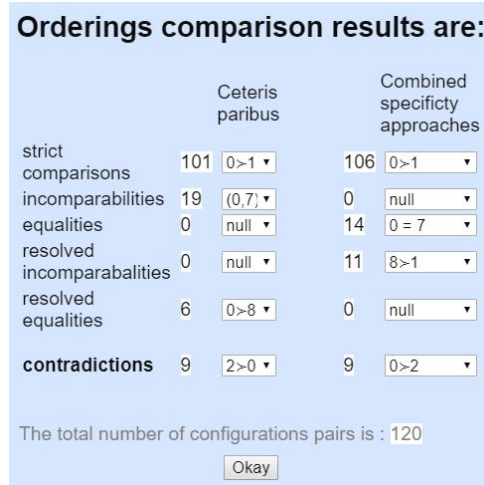 Orderings comparison results are:
Ceteris paribus
Combined specificty approaches
strict comparisons 101 0≻1 106 0≻1
incomparabilities 19 (0,7) 0 null
equalities 0 null 14 0 = 7
resolved incomparabalities 0 null 11 8≻1
resolved equalities 6 0≻8 0 null
contradictions 9 2≻0 9 0≻2
The total number of configurations pairs is : 120
Okay